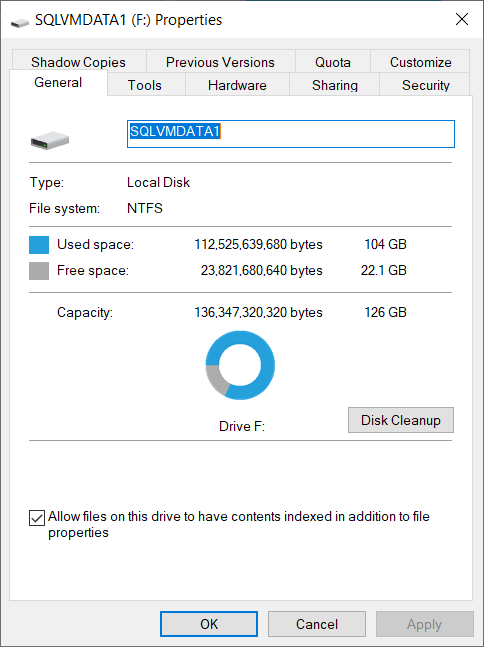 SQLVMDATA1 (F:) Properties
Shadow Copies Previous Versions Quota Customize
General Tools Hardware Sharing Security
SQLVMDATA1
Type: Local Disk
File system: NTFS
Used space: 112,525,639,680 bytes 104 GB
Free space: 23,821,680,640 bytes 22.1 GB
Capacity: 136,347,320,320 bytes 126 GB
Drive F:
Disk Cleanup
Allow files on this drive to have contents indexed in addition to file
properties
OK Cancel Apply